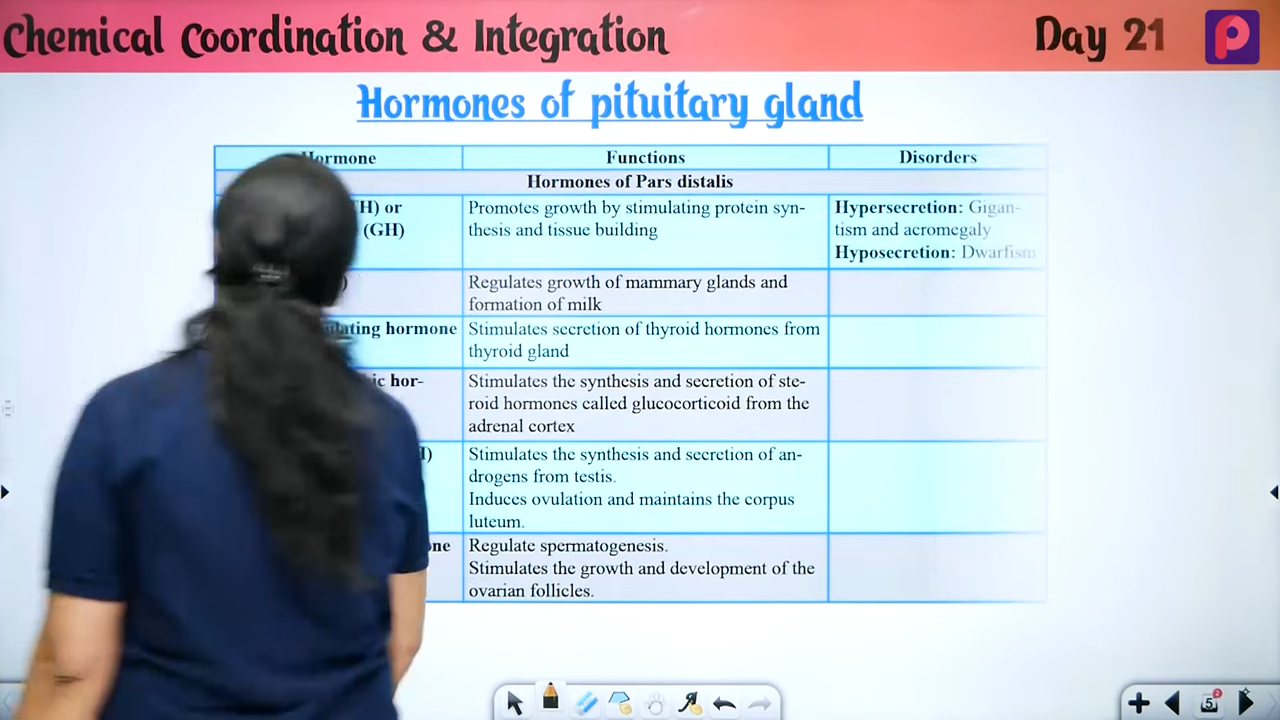 Chemical Coordination & Integration
Day 21
Hormones of pituitary gland
Hormone Functions Disorders
Hormones of Pars distalis
H) or
(GH)
Promotes growth by stimulating protein syn-
thesis and tissue building
Hypersecretion: Gigan-
tism and acromegaly
Hyposecretion: Dwarfism
)
Regulates growth of mammary glands and
formation of milk
hormone
Stimulates secretion of thyroid hormones from
thyroid gland
ic hor-
Stimulates the synthesis and secretion of ste-
roid hormones called glucocorticoid from the
adrenal cortex
)
Stimulates the synthesis and secretion of an-
drogens from testis.
Induces ovulation and maintains the corpus
luteum.
one
Regulate spermatogenesis.
Stimulates the growth and development of the
ovarian follicles.
5
2